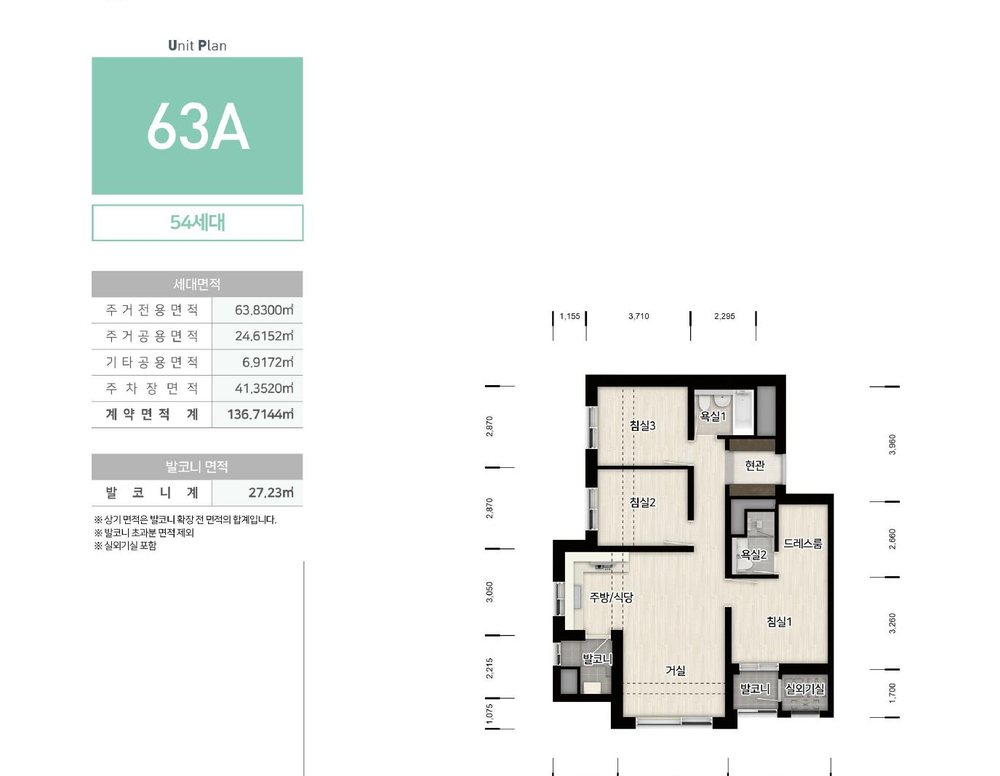 Unit Plan
63A
54세대
세대면적
주거전용면적 63.8300㎡
주거공용면적 24.6152㎡
기타공용면적 6.9172㎡
주차장면적 41.3520㎡
계약면적 계 136.7144㎡
발코니 면적
발코니계 27.23㎡
※ 상기 면적은 발코니 확장 전 면적의 합계입니다.
※ 발코니 초과분 면적 제외
※ 실외기실 포함
1,155 3,710 2,295
2,870
2,870
3,050
2,215
1,075
침실3
욕실1
현관
침실2
욕실2
드레스룸
주방/식당
침실1
발코니
거실
발코니
실외기실
3,960
2,660
3,260
1,700